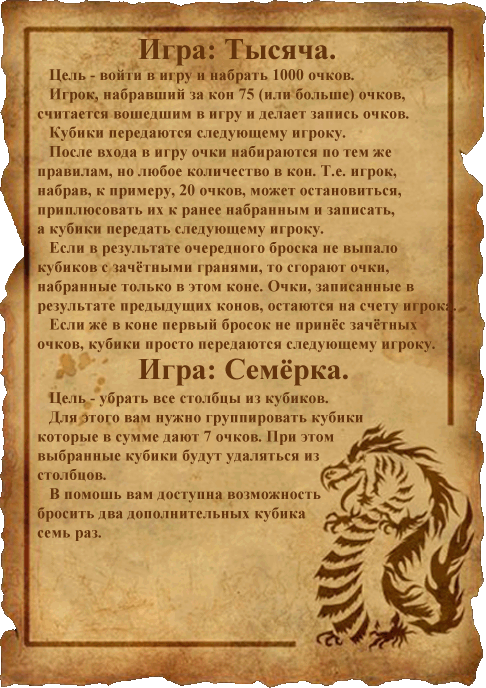 Игра: Тысяча.
Цель - войти в игру и набрать 1000 очков.
Игрок, набравший за кон 75 (или больше) очков,
считается вошедшим в игру и делает запись очков.
Кубики передаются следующему игроку.
После входа в игру очки набираются по тем же
правилам, но любое количество в кон. Т.е. игрок,
набрав, к примеру, 20 очков, может остановиться,
приплюсовать их к ранее набранным и записать,
а кубики передать следующему игроку.
Если в результате очередного броска не выпало
кубиков с зачётными гранями, то сгорают очки,
набранные только в этом коне. Очки, записанные в
результате предыдущих конов, остаются на счету игрока.
Если же в коне первый бросок не принёс зачётных
очков, кубики просто передаются следующему игроку.
Игра: Семёрка.
Цель - убрать все столбцы из кубиков.
Для этого вам нужно группировать кубики
которые в сумме дают 7 очков. При этом
выбранные кубики будут удаляться из
столбцов.
В помощь вам доступна возможность
бросить два дополнительных кубика
семь раз.